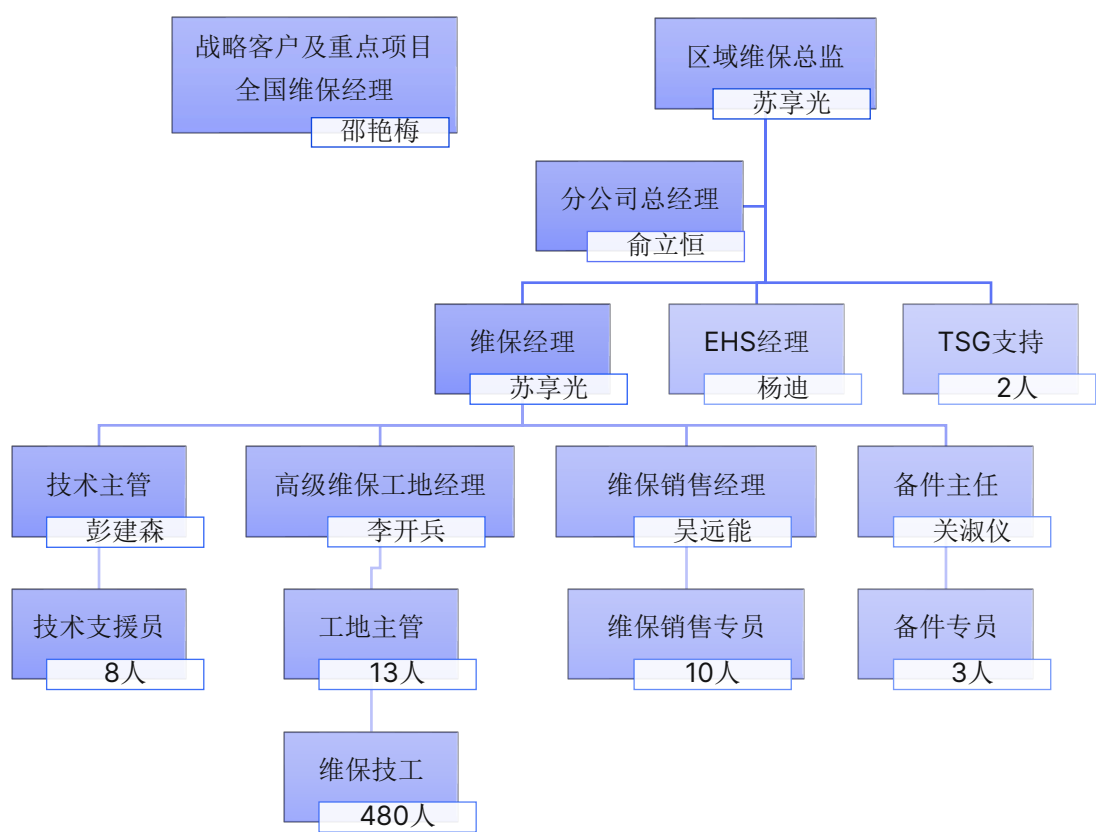 战略客户及重点项目
全国维保经理
邵艳梅
区域维保总监
苏享光
分公司总经理
俞立恒
维保经理
苏享光
EHS经理
杨迪
TSG支持
2人
技术主管
彭建森
高级维保工地经理
李开兵
维保销售经理
吴远能
备件主任
关淑仪
技术支援员
8人
工地主管
13人
维保销售专员
10人
备件专员
3人
维保技工
480人